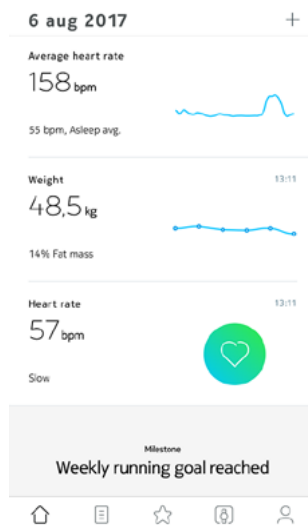 6 aug 2017
Average heart rate
158 bpm
55 bpm, Asleep avg.
Weight
13:11
48,5 kg
14% Fat mass
Heart rate
13:11
57 bpm
Slow
Milestone
Weekly running goal reached